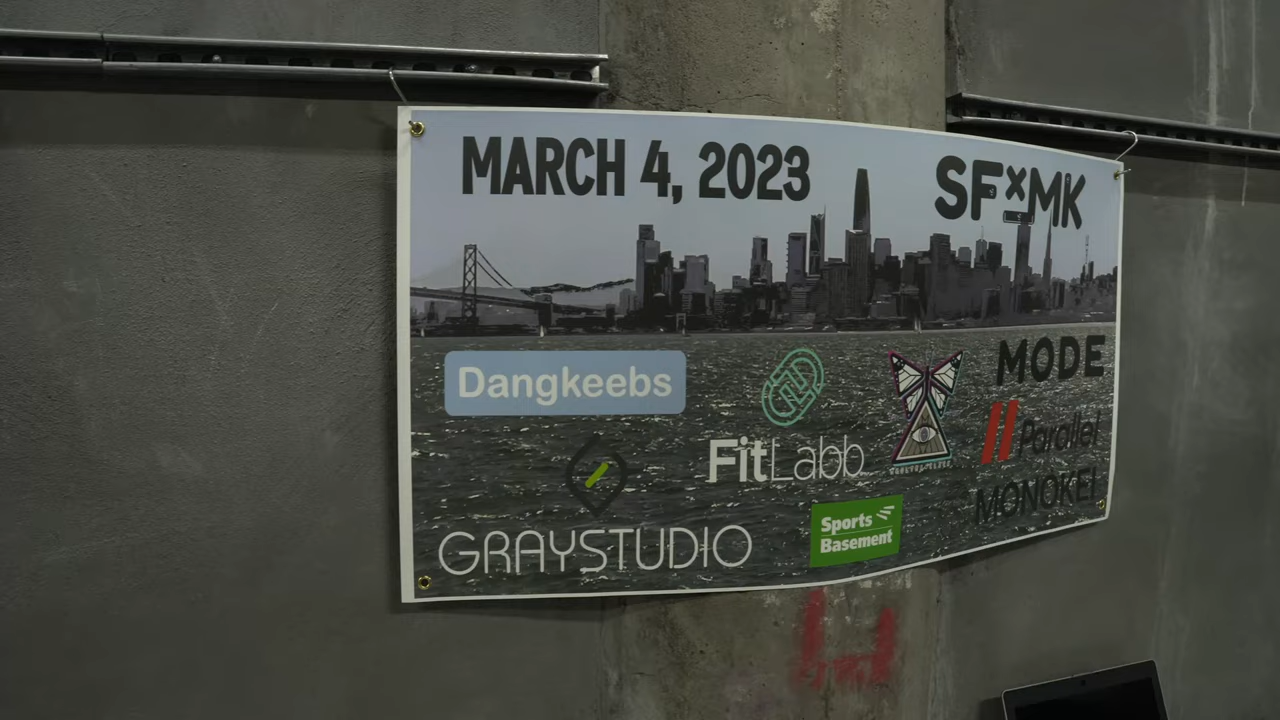 MARCH 4, 2023
SF×MK
Dangkeebs
MODE
Parallel
FitLabb
MONOKEI
GRAYSTUDIO
Sports
Basement